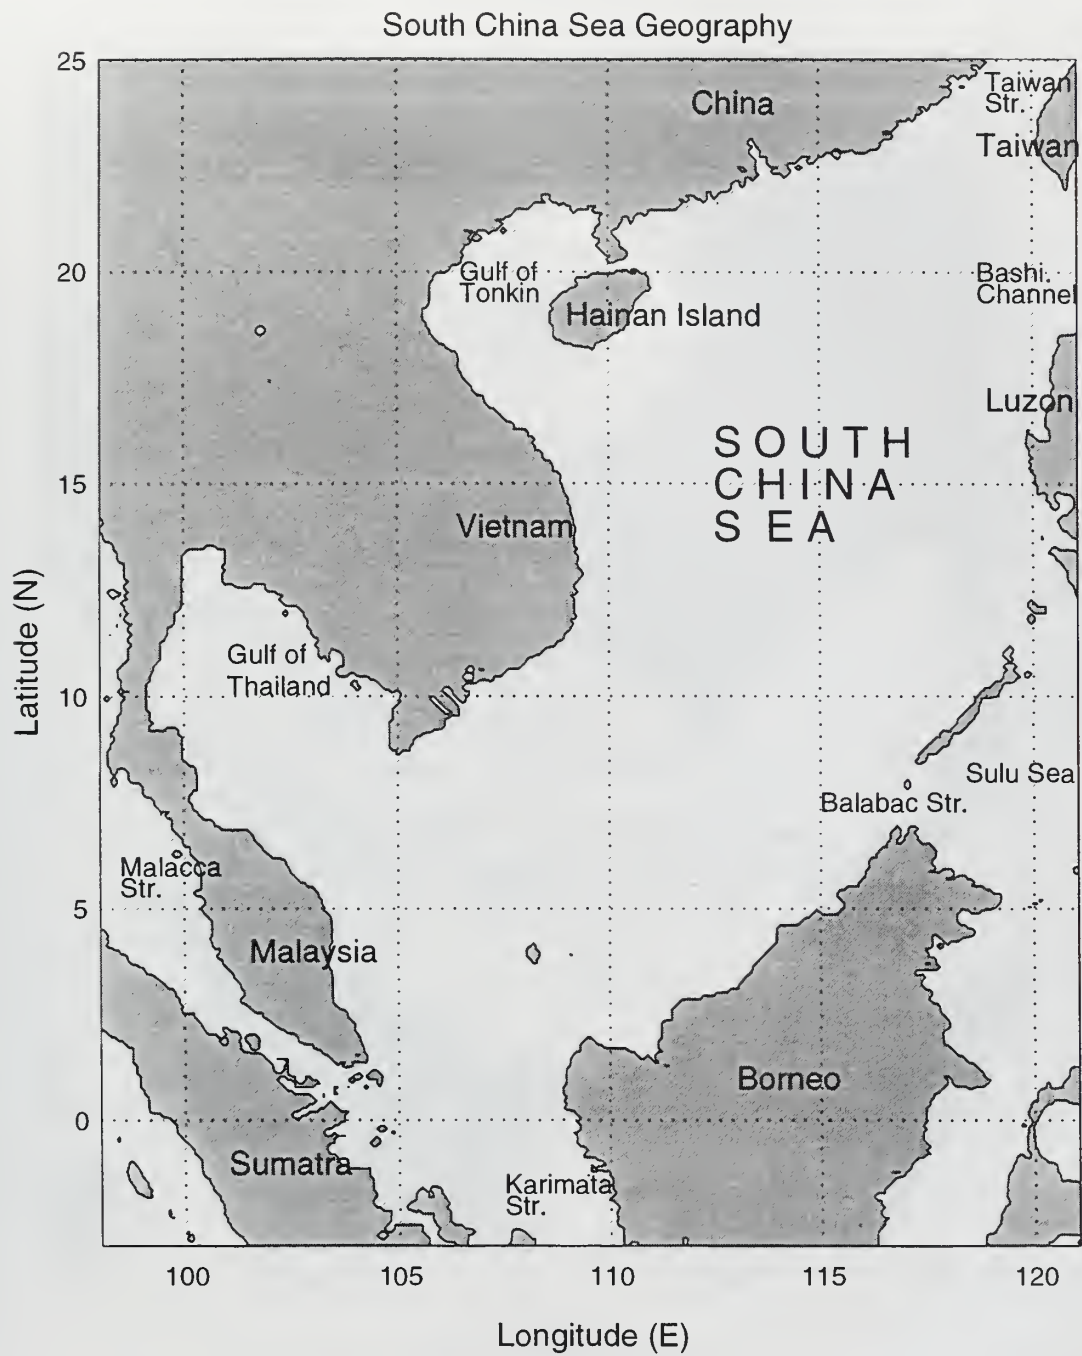 South China Sea Geography
25
China
Taiwan
Str.
Taiwan
20
Gulf of
Tonkin
Bashi.
Channel
Hainan Island
Luzon
SOUTH
CHINA
SEA
15
Vietnam
Gulf of
Thailand
10
Sulu Sea
Balabac Str.
Malacca
Str.
5
Malaysia
Borneo
0
Sumatra
Karimata
Str.
100
105
110
115
120
Latitude (N)
Longitude (E)